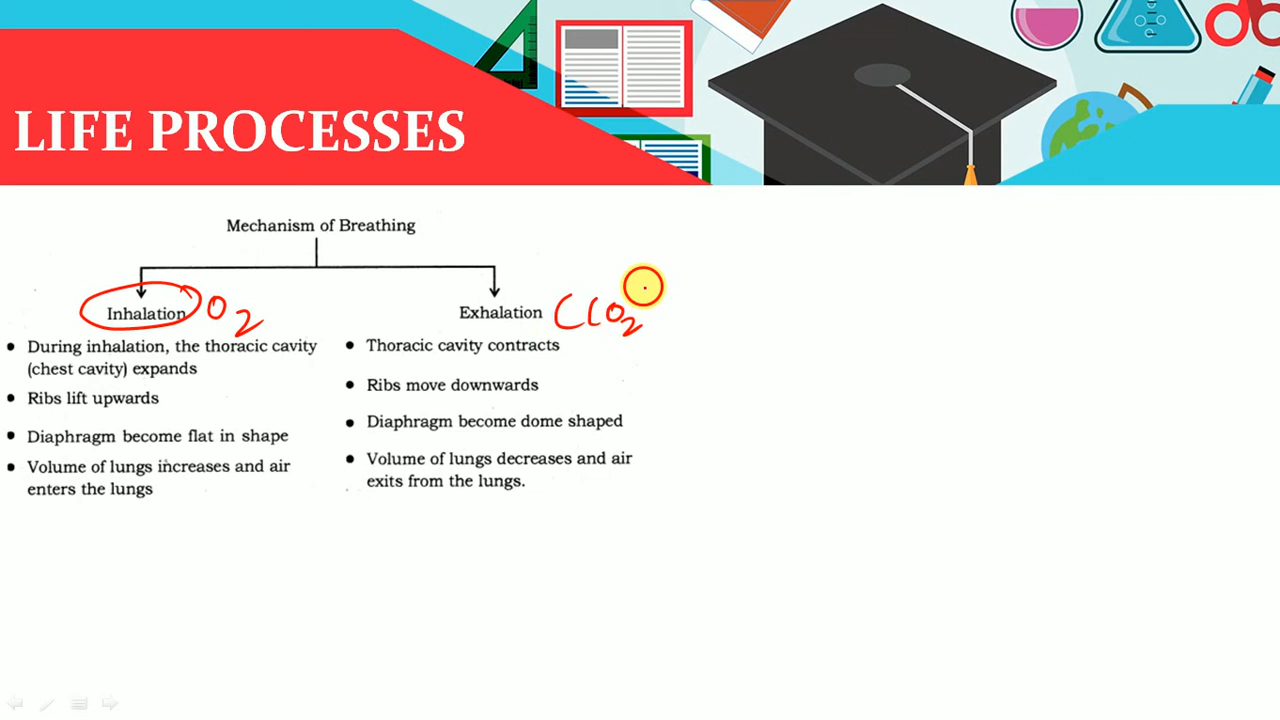 LIFE PROCESSES
Mechanism of Breathing
Inhalation O2
During inhalation, the thoracic cavity
(chest cavity) expands
Ribs lift upwards
Diaphragm become flat in shape
Volume of lungs increases and air
enters the lungs
Exhalation (CO2
Thoracic cavity contracts
Ribs move downwards
Diaphragm become dome shaped
Volume of lungs decreases and air
exits from the lungs.